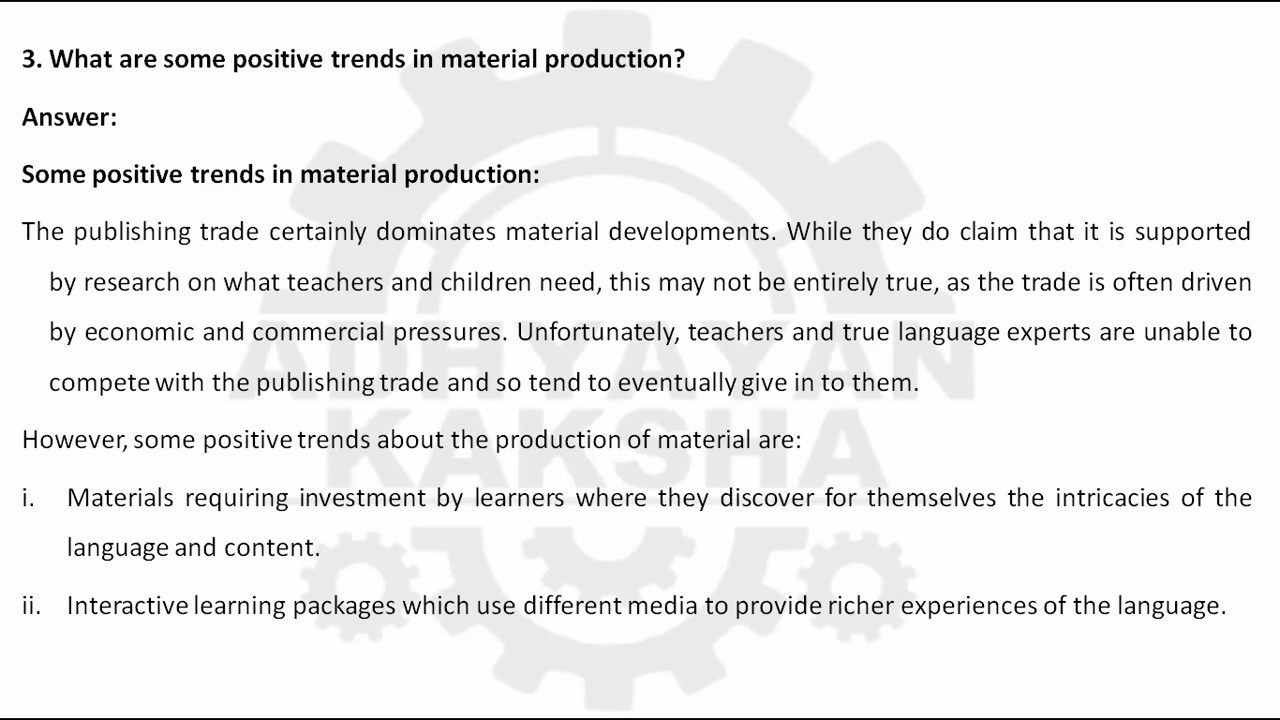 3. What are some positive trends in material production?
Answer:
Some positive trends in material production:
The publishing trade certainly dominates material developments. While they do claim that it is supported
by research on what teachers and children need, this may not be entirely true, as the trade is often driven
by economic and commercial pressures. Unfortunately, teachers and true language experts are unable to
compete with the publishing trade and so tend to eventually give in to them.
However, some positive trends about the production of material are:
i. Materials requiring investment by learners where they discover for themselves the intricacies of the
language and content.
ii. Interactive learning packages which use different media to provide richer experiences of the language.
ADHYAYAN
KAKSHA